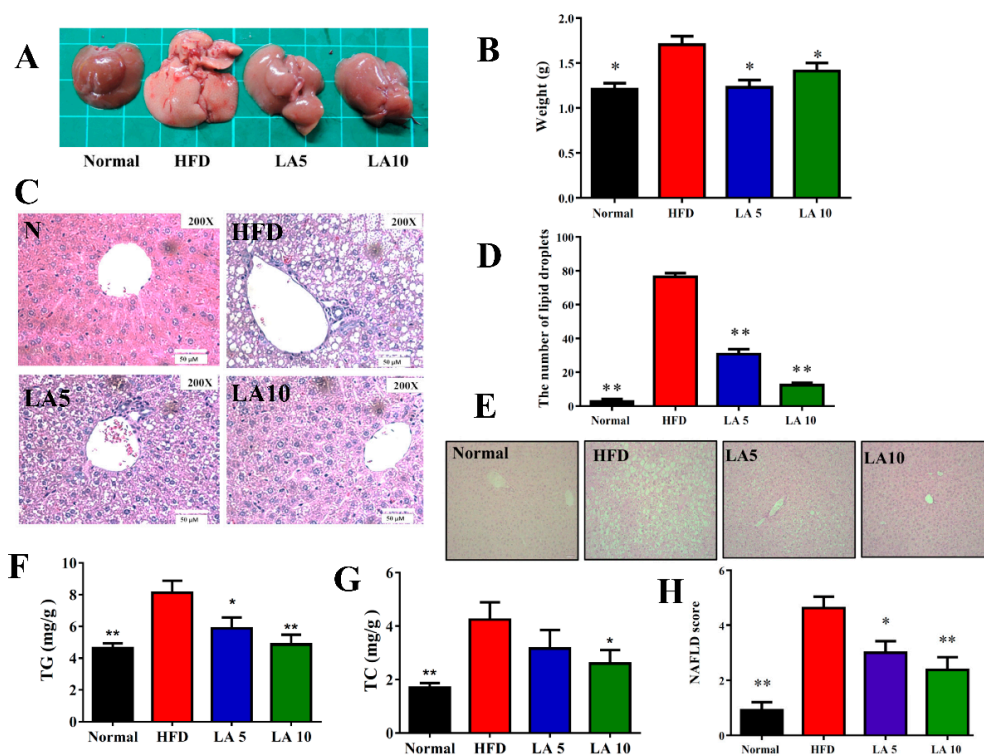 A
Normal HFD LA5 LA10
B
Weight (g)
2.0
1.5
1.0
0.5
0.0
* * *
Normal HFD LA 5 LA 10
C
N 200X
50 μM
HFD 200X
50 μM
LA5 200X
50 μM
LA10 200X
50 μM
D
The number of lipid droplets
100
80
60
40
20
0
** ** **
Normal HFD LA 5 LA 10
E
Normal HFD LA5 LA10
F
TG (mg/g)
10
8
6
4
2
0
** * **
Normal HFD LA 5 LA 10
G
TC (mg/g)
6
4
2
0
** *
Normal HFD LA 5 LA 10
H
NAFLD score
6
4
2
0
** * **
Normal HFD LA 5 LA 10